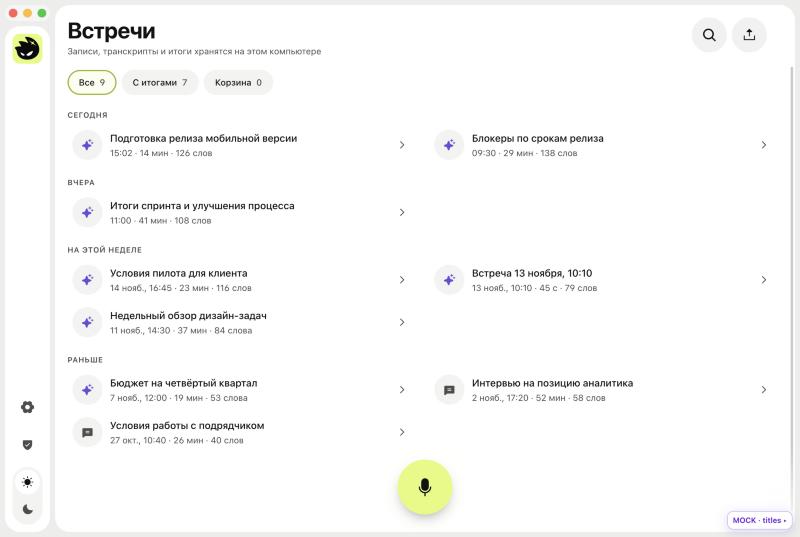 Встречи
Записи, транскрипты и итоги хранятся на этом компьютере
Все 9
С итогами 7
Корзина 0
СЕГОДНЯ
Подготовка релиза мобильной версии
15:02 · 14 мин · 126 слов
Блокеры по срокам релиза
09:30 · 29 мин · 138 слов
ВЧЕРА
Итоги спринта и улучшения процесса
11:00 · 41 мин · 108 слов
НА ЭТОЙ НЕДЕЛЕ
Условия пилота для клиента
14 нояб., 16:45 · 23 мин · 116 слов
Встреча 13 ноября, 10:10
13 нояб., 10:10 · 45 с · 79 слов
Недельный обзор дизайн-задач
11 нояб., 14:30 · 37 мин · 84 слова
РАНЬШЕ
Бюджет на четвёртый квартал
7 нояб., 12:00 · 19 мин · 53 слова
Интервью на позицию аналитика
2 нояб., 17:20 · 52 мин · 58 слов
Условия работы с подрядчиком
27 окт., 10:40 · 26 мин · 40 слов
МОСК · titles